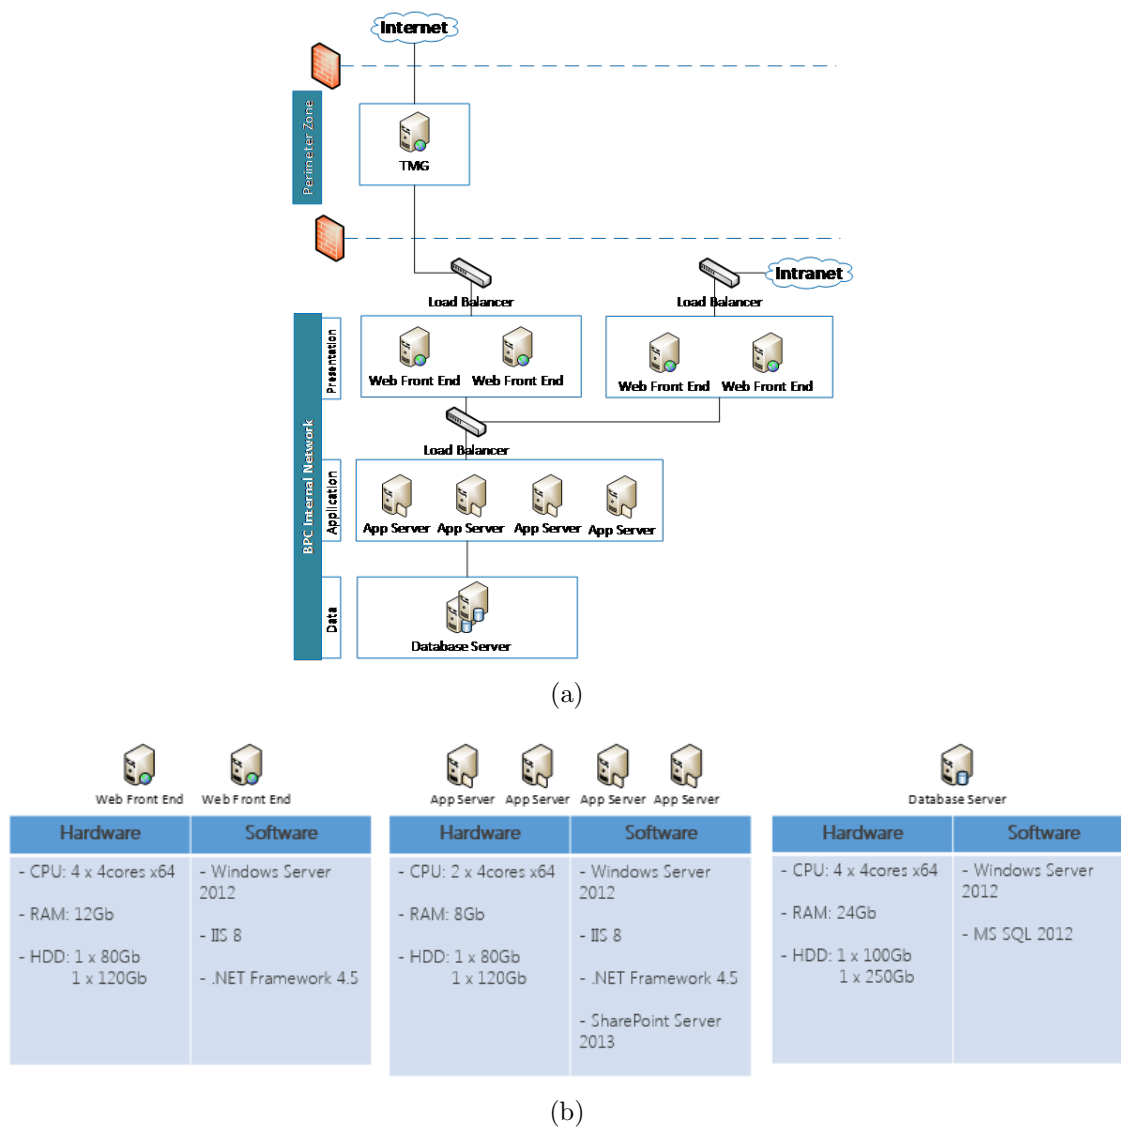 Internet
Perimeter Zone
TMG
Intranet
Load Balancer
Load Balancer
BPC Internal Network
Presentation
Web Front End
Web Front End
Web Front End
Web Front End
Load Balancer
Application
App Server
App Server
App Server
App Server
Data
Database Server
(a)
Web Front End
Web Front End
Hardware
Software
- CPU: 4 x 4cores x64
- RAM: 12Gb
- HDD: 1 x 80Gb
1 x 120Gb
- Windows Server
2012
- IIS 8
- .NET Framework 4.5
App Server
App Server
App Server
App Server
Hardware
Software
- CPU: 2 x 4cores x64
- RAM: 8Gb
- HDD: 1 x 80Gb
1 x 120Gb
- Windows Server
2012
- IIS 8
- .NET Framework 4.5
- SharePoint Server
2013
Database Server
Hardware
Software
- CPU: 4 x 4cores x64
- RAM: 24Gb
- HDD: 1 x 100Gb
1 x 250Gb
- Windows Server
2012
- MS SQL 2012
(b)